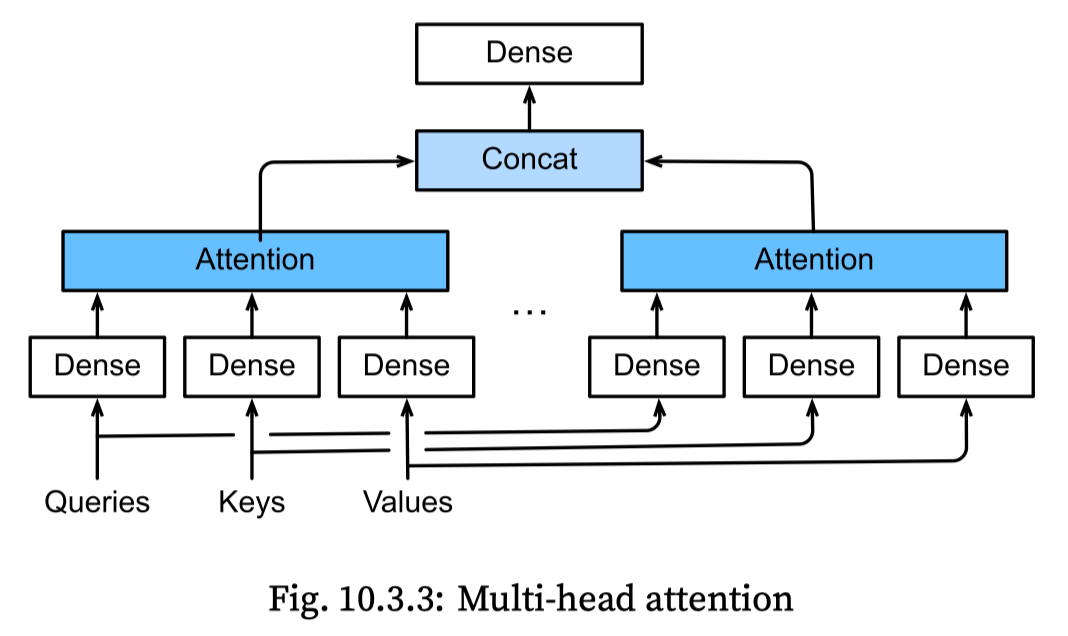 Dense
Concat
Attention Attention
...
Dense Dense Dense Dense Dense Dense
Queries Keys Values
Fig. 10.3.3: Multi-head attention